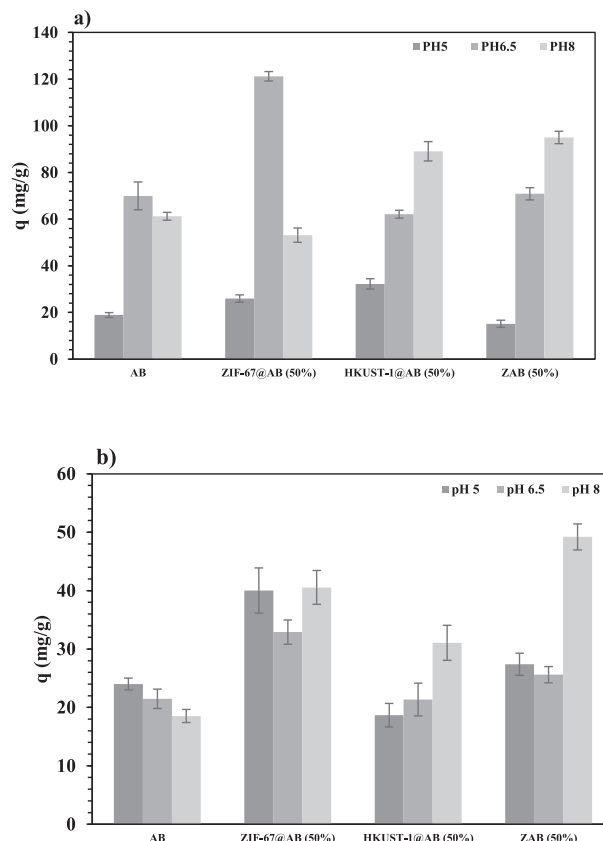 a)
PH5 PH6.5 PH8
140
120
100
80
60
40
20
0
q (mg/g)
AB ZIF-67@AB (50%) HKUST-1@AB (50%) ZAB (50%)
b)
pH 5 pH 6.5 pH 8
60
50
40
30
20
10
0
q (mg/g)
AB ZIF-67@AB (50%) HKUST-1@AB (50%) ZAB (50%)